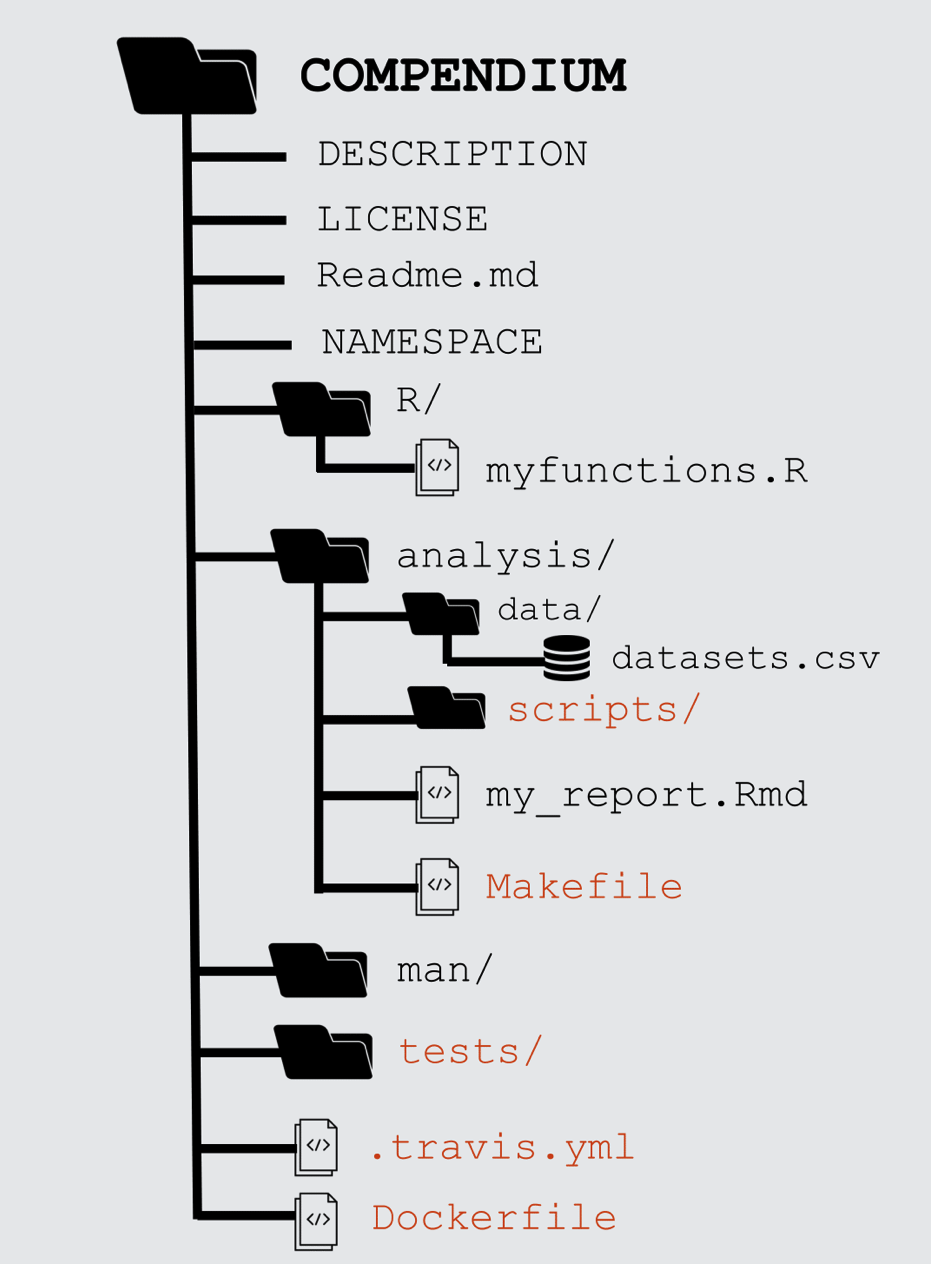 COMPENDIUM
DESCRIPTION
LICENSE
Readme.md
NAMESPACE
R/
</> myfunctions.R
analysis/
data/
datasets.csv
scripts/
</> my_report.Rmd
</> Makefile
man/
tests/
</> .travis.yml
</> Dockerfile